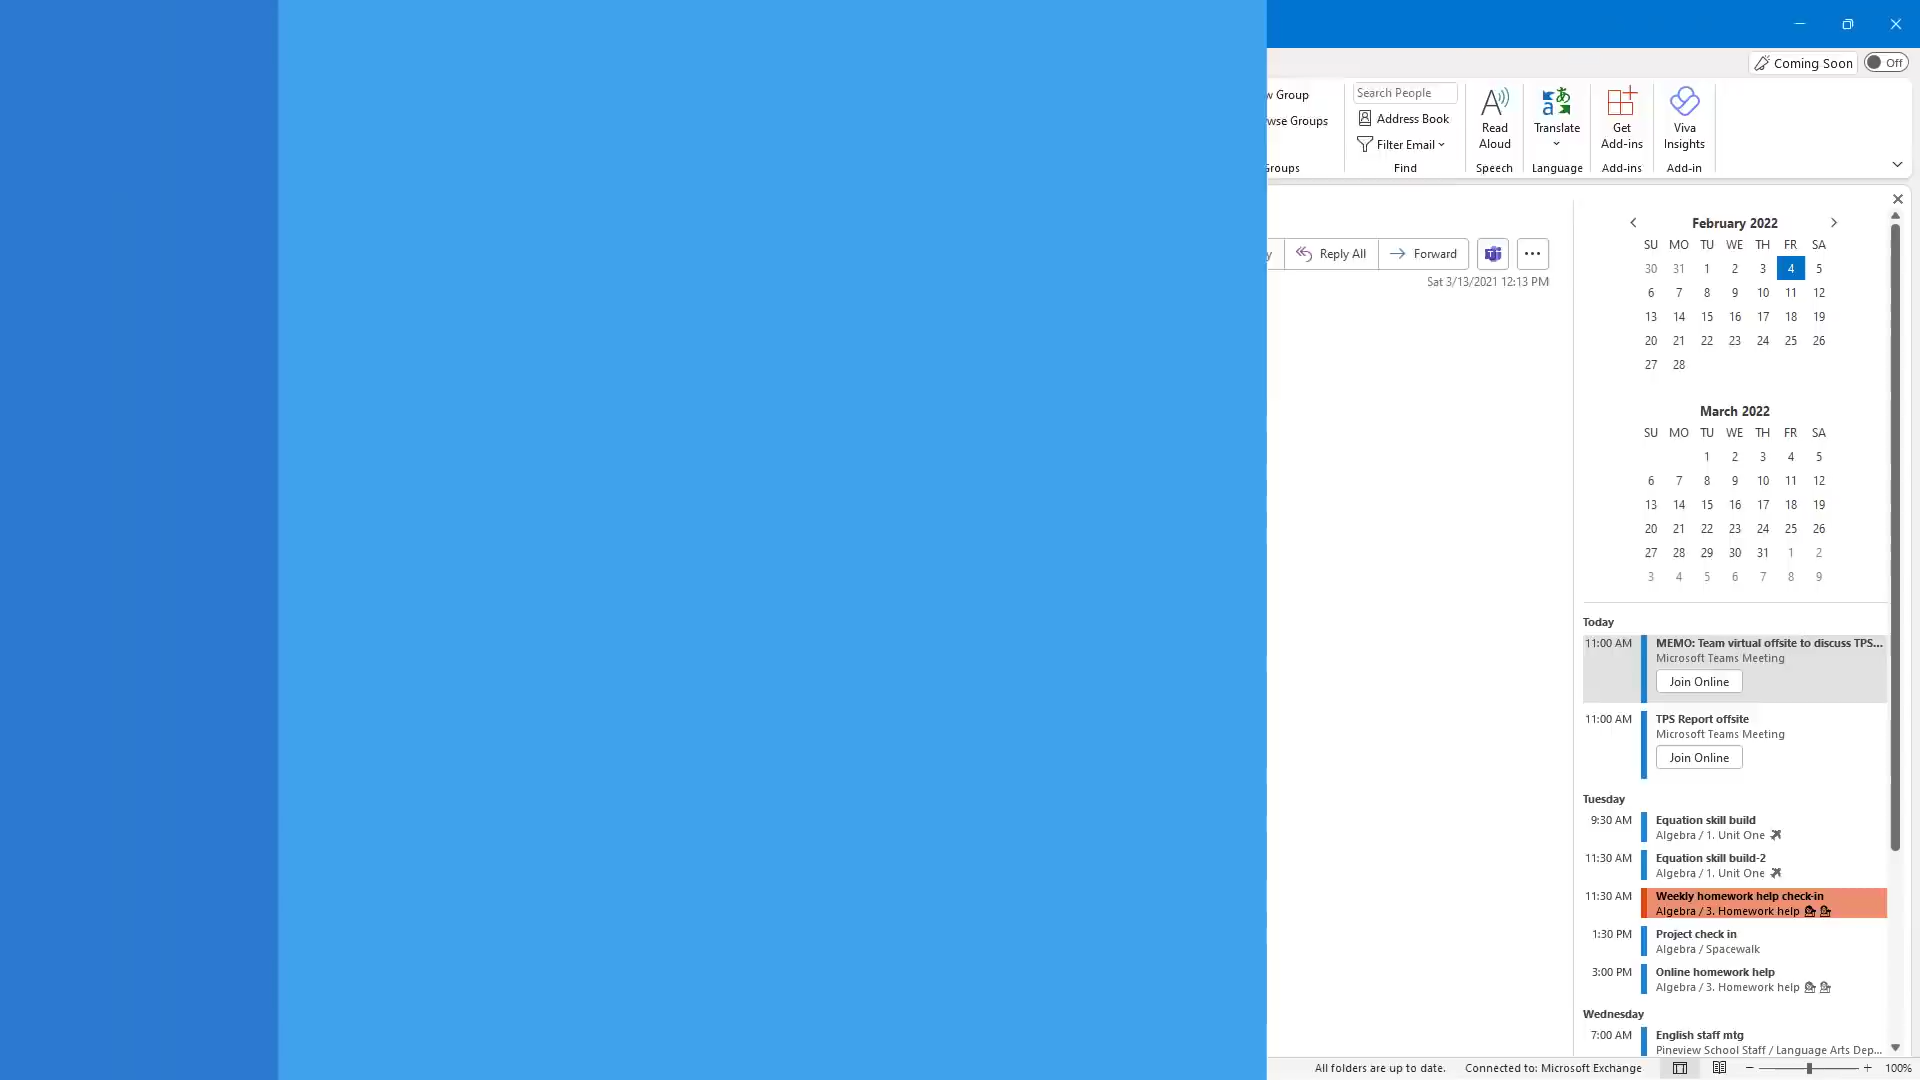 Coming Soon
Off
w Group
wse Groups
Groups
Search People
Address Book
Filter Email
Find
Read
Aloud
Speech
Translate
Language
Get
Add-ins
Add-ins
Viva
Insights
Add-in
y
Reply All
Forward
Sat 3/13/2021 12:13 PM
February 2022
SU MO TU WE TH FR SA
30 31 1 2 3 4 5
6 7 8 9 10 11 12
13 14 15 16 17 18 19
20 21 22 23 24 25 26
27 28
March 2022
SU MO TU WE TH FR SA
1 2 3 4 5
6 7 8 9 10 11 12
13 14 15 16 17 18 19
20 21 22 23 24 25 26
27 28 29 30 31 1 2
3 4 5 6 7 8 9
Today
11:00 AM MEMO: Team virtual offsite to discuss TPS...
Microsoft Teams Meeting
Join Online
11:00 AM TPS Report offsite
Microsoft Teams Meeting
Join Online
Tuesday
9:30 AM Equation skill build
Algebra / 1. Unit One
11:30 AM Equation skill build-2
Algebra / 1. Unit One
11:30 AM Weekly homework help check-in
Algebra / 3. Homework help
1:30 PM Project check in
Algebra / Spacewalk
3:00 PM Online homework help
Algebra / 3. Homework help
Wednesday
7:00 AM English staff mtg
Pineview School Staff / Language Arts Dep...
All folders are up to date. Connected to: Microsoft Exchange 100%